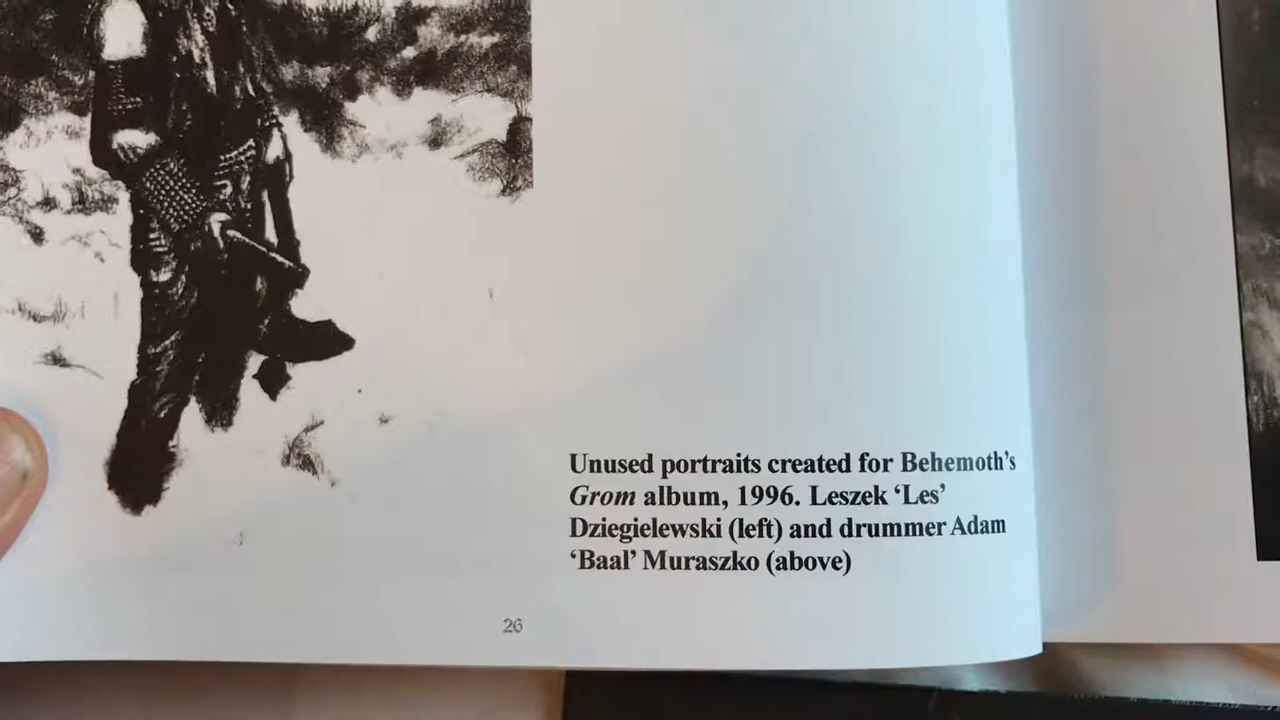 Unused portraits created for Behemoth's
Grom album, 1996. Leszek ‘Les’
Dziegielewski (left) and drummer Adam
‘Baal’ Muraszko (above)
26